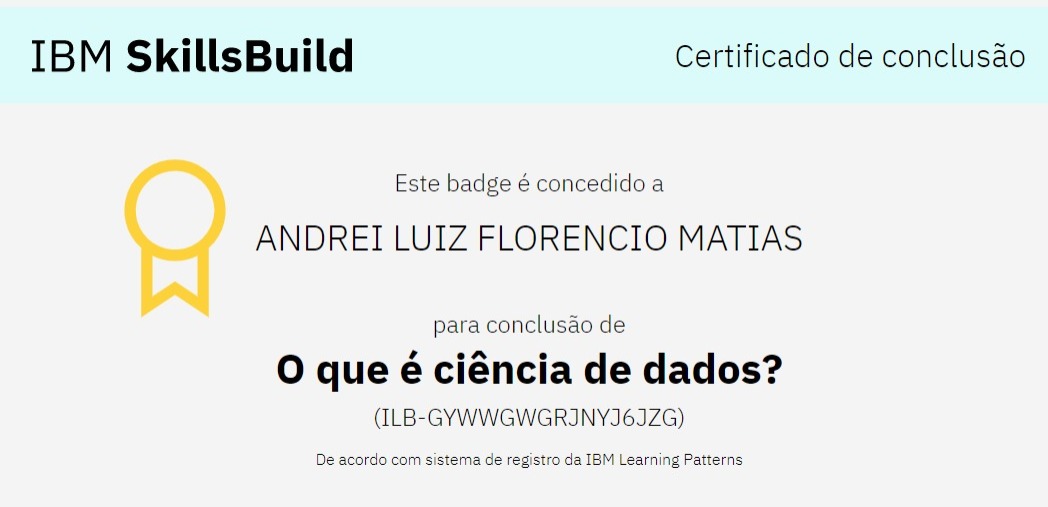 IBM SkillsBuild
Certificado de conclusão
Este badge é concedido a
ANDREI LUIZ FLORENCIO MATIAS
para conclusão de
O que é ciência de dados?
(ILB-GYWWGWGRJNYJ6JZG)
De acordo com sistema de registro da IBM Learning Patterns